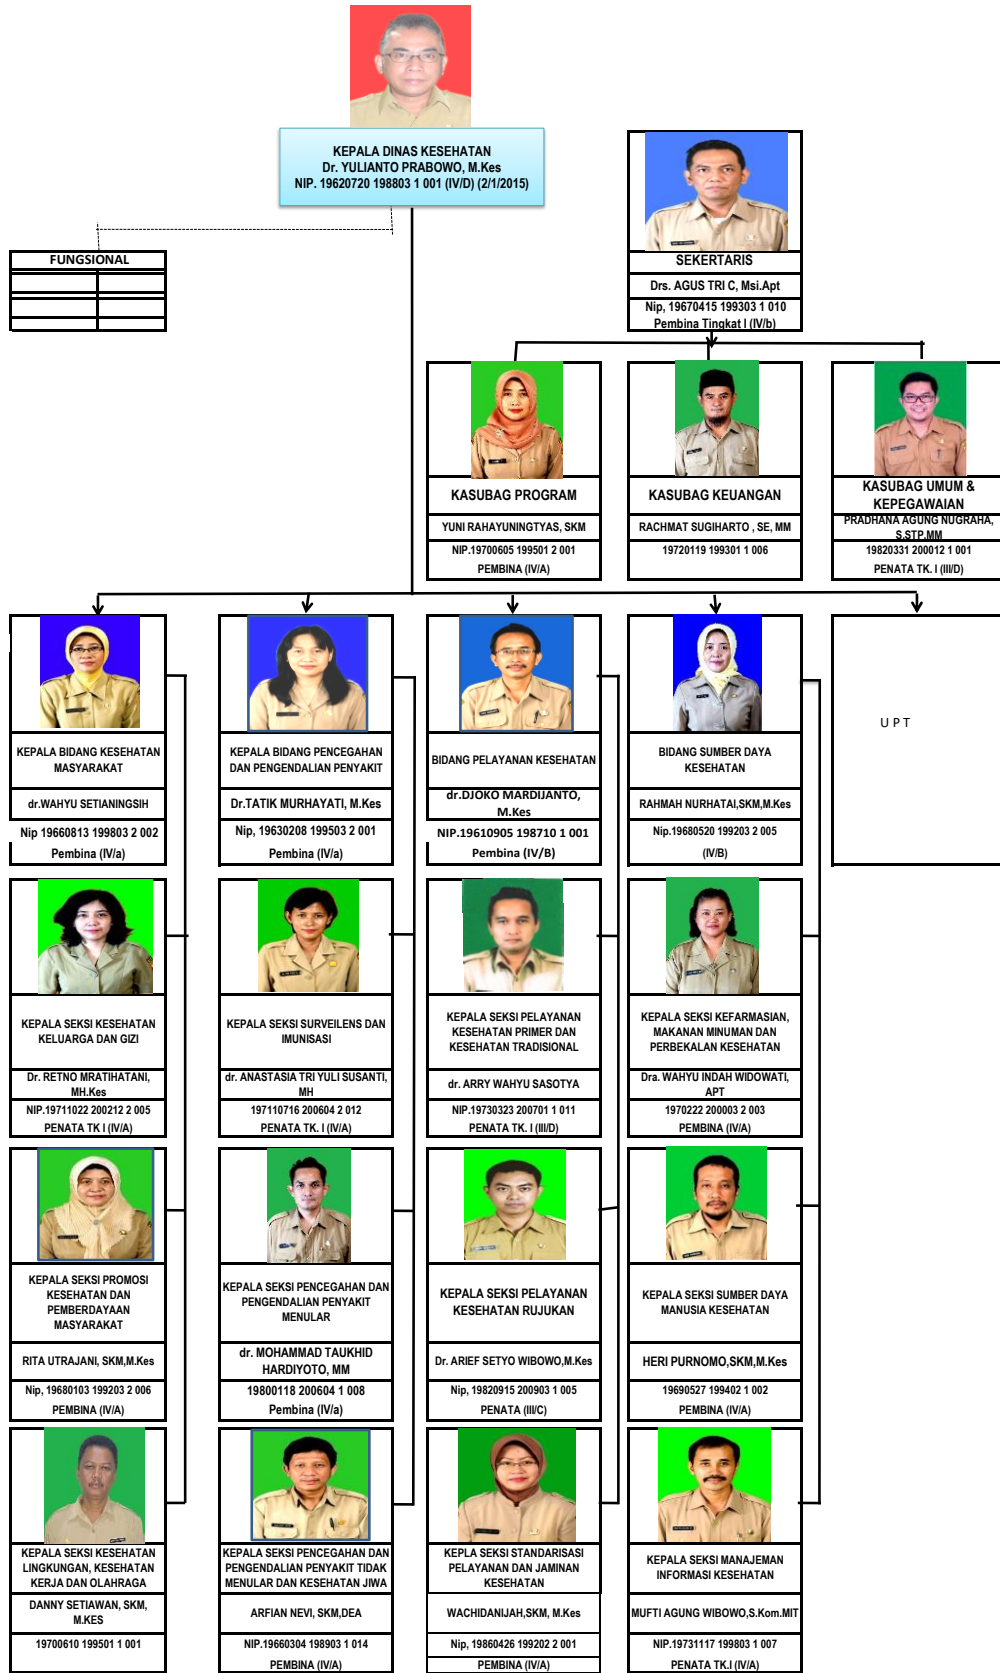 KEPALA DINAS KESEHATAN
Dr. YULIANTO PRABOWO, M.Kes
NIP. 19620720 198803 1 001 (IV/D) (2/1/2015)
FUNGSIONAL
SEKERTARIS
Drs. AGUS TRI C, Msi.Apt
Nip, 19670415 199303 1 010
Pembina Tingkat I (IV/b)
KASUBAG PROGRAM
YUNI RAHAYUNINGTYAS, SKM
NIP.19700605 199501 2 001
PEMBINA (IV/A)
KASUBAG KEUANGAN
RACHMAT SUGIHARTO , SE, MM
19720119 199301 1 006
KASUBAG UMUM &
KEPEGAWAIAN
PRADHANA AGUNG NUGRAHA,
S.STP.MM
19820331 200012 1 001
PENATA TK. I (III/D)
KEPALA BIDANG KESEHATAN
MASYARAKAT
dr.WAHYU SETIANINGSIH
Nip 19660813 199803 2 002
Pembina (IV/a)
KEPALA BIDANG PENCEGAHAN
DAN PENGENDALIAN PENYAKIT
Dr.TATIK MURHAYATI, M.Kes
Nip, 19630208 199503 2 001
Pembina (IV/a)
BIDANG PELAYANAN KESEHATAN
dr.DJOKO MARDIJANTO,
M.Kes
NIP.19610905 198710 1 001
Pembina (IV/B)
BIDANG SUMBER DAYA
KESEHATAN
RAHMAH NURHATAI,SKM,M.Kes
Nip.19680520 199203 2 005
(IV/B)
U P T
KEPALA SEKSI KESEHATAN
KELUARGA DAN GIZI
Dr. RETNO MRATIHATANI,
MH.Kes
NIP.19711022 200212 2 005
PENATA TK I (IV/A)
KEPALA SEKSI SURVEILENS DAN
IMUNISASI
dr. ANASTASIA TRI YULI SUSANTI,
MH
197110716 200604 2 012
PENATA TK. I (IV/A)
KEPALA SEKSI PELAYANAN
KESEHATAN PRIMER DAN
KESEHATAN TRADISIONAL
dr. ARRY WAHYU SASOTYA
NIP.19730323 200701 1 011
PENATA TK. I (III/D)
KEPALA SEKSI KEFARMASIAN,
MAKANAN MINUMAN DAN
PERBEKALAN KESEHATAN
Dra. WAHYU INDAH WIDOWATI,
APT
1970222 200003 2 003
PEMBINA (IV/A)
KEPALA SEKSI PROMOSI
KESEHATAN DAN
PEMBERDAYAAN
MASYARAKAT
RITA UTRAJANI, SKM,M.Kes
Nip, 19680103 199203 2 006
PEMBINA (IV/A)
KEPALA SEKSI PENCEGAHAN DAN
PENGENDALIAN PENYAKIT
MENULAR
dr. MOHAMMAD TAUKHID
HARDIYOTO, MM
19800118 200604 1 008
Pembina (IV/a)
KEPALA SEKSI PELAYANAN
KESEHATAN RUJUKAN
Dr. ARIEF SETYO WIBOWO,M.Kes
Nip, 19820915 200903 1 005
PENATA (III/C)
KEPALA SEKSI SUMBER DAYA
MANUSIA KESEHATAN
HERI PURNOMO,SKM,M.Kes
19690527 199402 1 002
PEMBINA (IV/A)
KEPALA SEKSI KESEHATAN
LINGKUNGAN, KESEHATAN
KERJA DAN OLAHRAGA
DANNY SETIAWAN, SKM,
M.KES
19700610 199501 1 001
KEPALA SEKSI PENCEGAHAN DAN
PENGENDALIAN PENYAKIT TIDAK
MENULAR DAN KESEHATAN JIWA
ARFIAN NEVI, SKM,DEA
NIP.19660304 198903 1 014
PEMBINA (IV/A)
KEPLA SEKSI STANDARISASI
PELAYANAN DAN JAMINAN
KESEHATAN
WACHIDANIJAH,SKM, M.Kes
Nip, 19860426 199202 2 001
PEMBINA (IV/A)
KEPALA SEKSI MANAJEMAN
INFORMASI KESEHATAN
MUFTI AGUNG WIBOWO,S.Kom.MIT
NIP.19731117 199803 1 007
PENATA TK.I (IV/A)